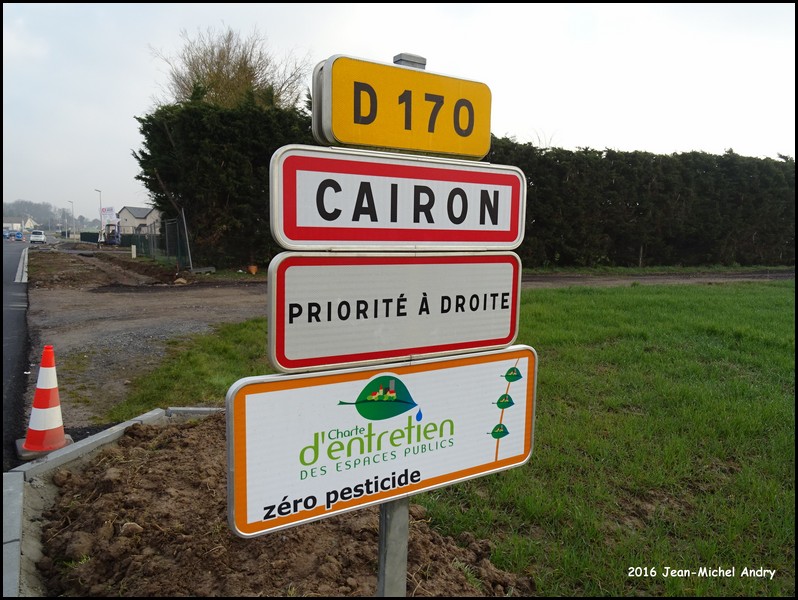 D 170
CAIRON
PRIORITÉ À DROITE
Charte
d'entretien
DES ESPACES PUBLICS
zéro pesticide
2016 Jean-Michel Andry